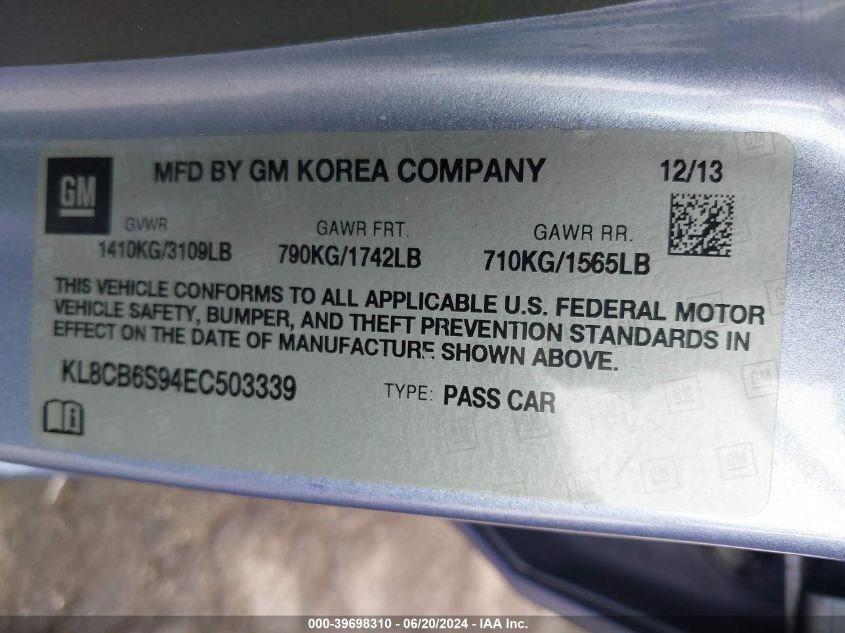 GM
MFD BY GM KOREA COMPANY 12/13
GVWR GAWR FRT. GAWR RR.
1410KG/3109LB 790KG/1742LB 710KG/1565LB
THIS VEHICLE CONFORMS TO ALL APPLICABLE U.S. FEDERAL MOTOR
VEHICLE SAFETY, BUMPER, AND THEFT PREVENTION STANDARDS IN
EFFECT ON THE DATE OF MANUFACTURE SHOWN ABOVE.
KL8CB6S94EC503339 TYPE: PASS CAR
000-39698310 - 06/20/2024 - IAA Inc.